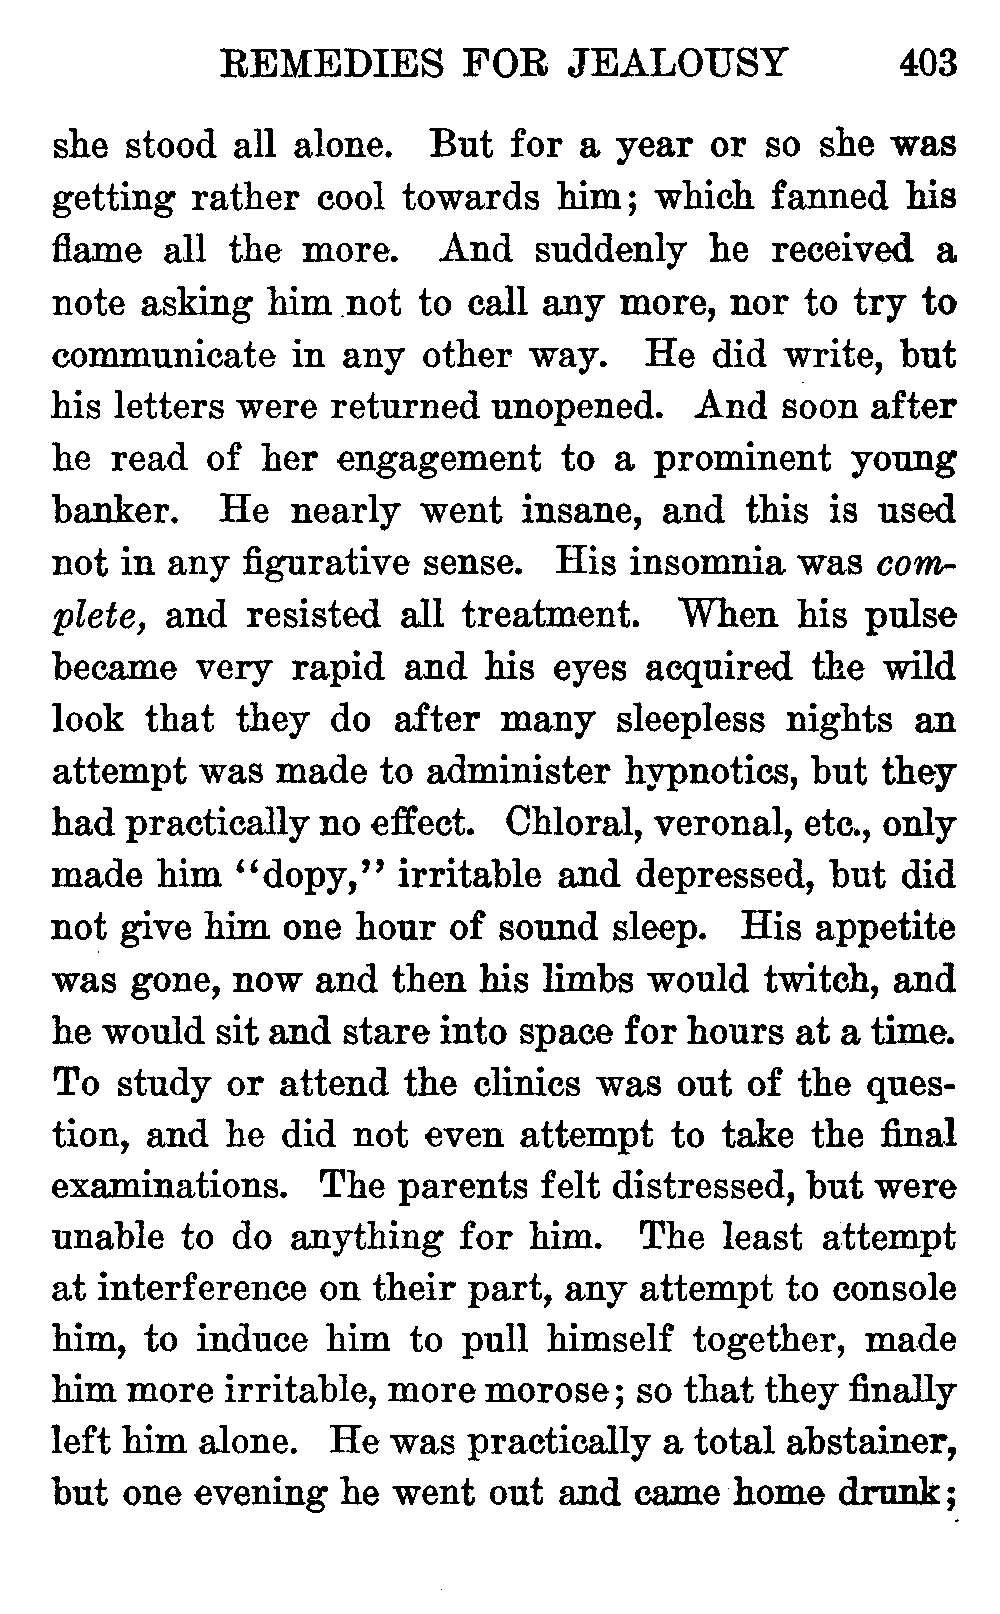 REMEDIES FOR JEALOUSY 403
she stood all alone. But for a year or so she was
getting rather cool towards him; which fanned his
flame all the more. And suddenly he received a
note asking him not to call any more, nor to try to
communicate in any other way. He did write, but
his letters were returned unopened. And soon after
he read of her engagement to a prominent young
banker. He nearly went insane, and this is used
not in any figurative sense. His insomnia was com-
plete, and resisted all treatment. When his pulse
became very rapid and his eyes acquired the wild
look that they do after many sleepless nights an
attempt was made to administer hypnotics, but they
had practically no effect. Chloral, veronal, etc., only
made him “dopy,” irritable and depressed, but did
not give him one hour of sound sleep. His appetite
was gone, now and then his limbs would twitch, and
he would sit and stare into space for hours at a time.
To study or attend the clinics was out of the ques-
tion, and he did not even attempt to take the final
examinations. The parents felt distressed, but were
unable to do anything for him. The least attempt
at interference on their part, any attempt to console
him, to induce him to pull himself together, made
him more irritable, more morose; so that they finally
left him alone. He was practically a total abstainer,
but one evening he went out and came home drunk;